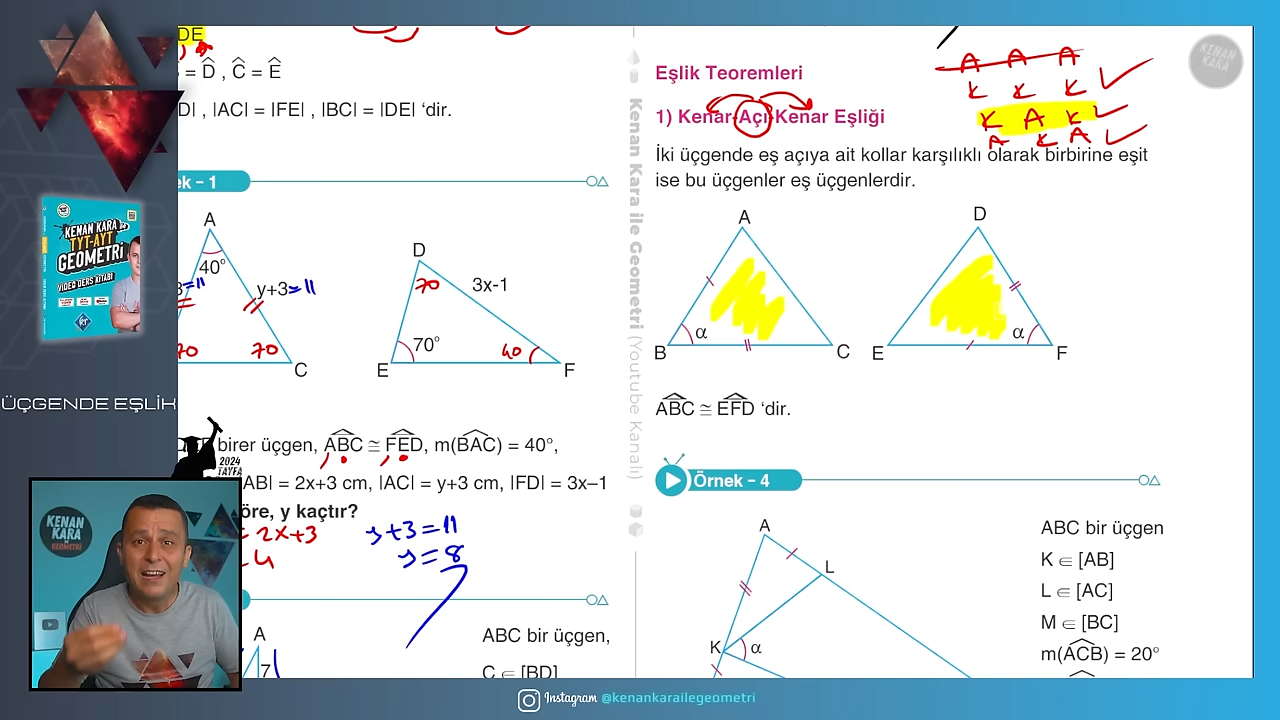 DE
= D , C = E
D| , |AC| = |FE| , |BC| = |DE| 'dir.
ek – 1
A
40°
=11
y+3=11
70
70
C
D
70
3x-1
70°
40
E
F
birer üçgen, ABC ≅ FED, m(BAC) = 40°,
AB| = 2x+3 cm, |AC| = y+3 cm, |FD| = 3x–1
öre, y kaçtır?
= 2x+3
y+3=11
y=8
A
7
ABC bir üçgen,
C ∈ [BD]
Kenan Kara ile Geometri (Youtube Kanalı)
Eşlik Teoremleri
A A A
K K K
K A K
A K A
1) Kenar-Açı-Kenar Eşliği
İki üçgende eş açıya ait kollar karşılıklı olarak birbirine eşit
ise bu üçgenler eş üçgenlerdir.
A
D
α
α
B
C
E
F
ABC ≅ EFD 'dir.
Örnek – 4
A
L
K
α
ABC bir üçgen
K ∈ [AB]
L ∈ [AC]
M ∈ [BC]
m(ACB) = 20°
KENAN KARA
KENAN KARA
TYT-AYT
GEOMETRİ
VİDEO DERS KİTABI
ÜÇGENDE EŞLİK
2024
TAYFA
KENAN
KARA
GEOMETRİ
Instagram @kenankarailegeometri